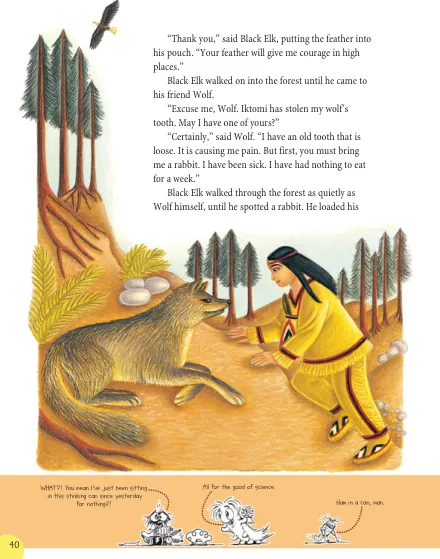 "Thank you," said Black Elk, putting the feather into
his pouch. "Your feather will give me courage in high
places."
Black Elk walked on into the forest until he came to
his friend Wolf.
"Excuse me, Wolf. Iktomi has stolen my wolf's
tooth. May I have one of yours?"
"Certainly," said Wolf. "I have an old tooth that is
loose. It is causing me pain. But first, you must bring
me a rabbit. I have been sick. I have had nothing to eat
for a week."
Black Elk walked through the forest as quietly as
Wolf himself, until he spotted a rabbit. He loaded his
WHAT?! You mean I've just been sitting
in this stinking can since yesterday
for nothing?!
All for the good of science.
Ham in a can, man.
40